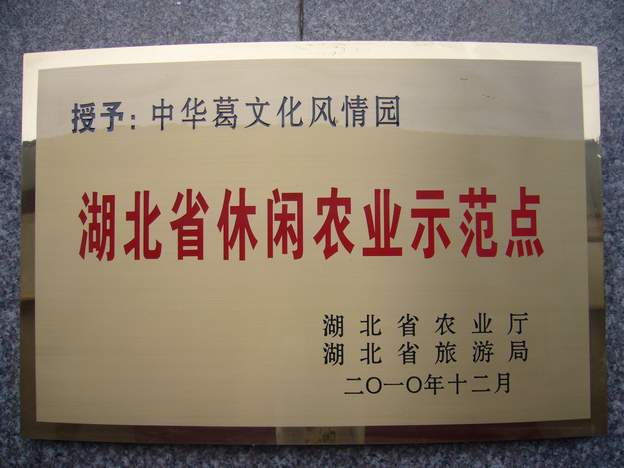 授予：中华葛文化风情园
湖北省休闲农业示范点
湖北省农业厅
湖北省旅游局
二〇一〇年十二月